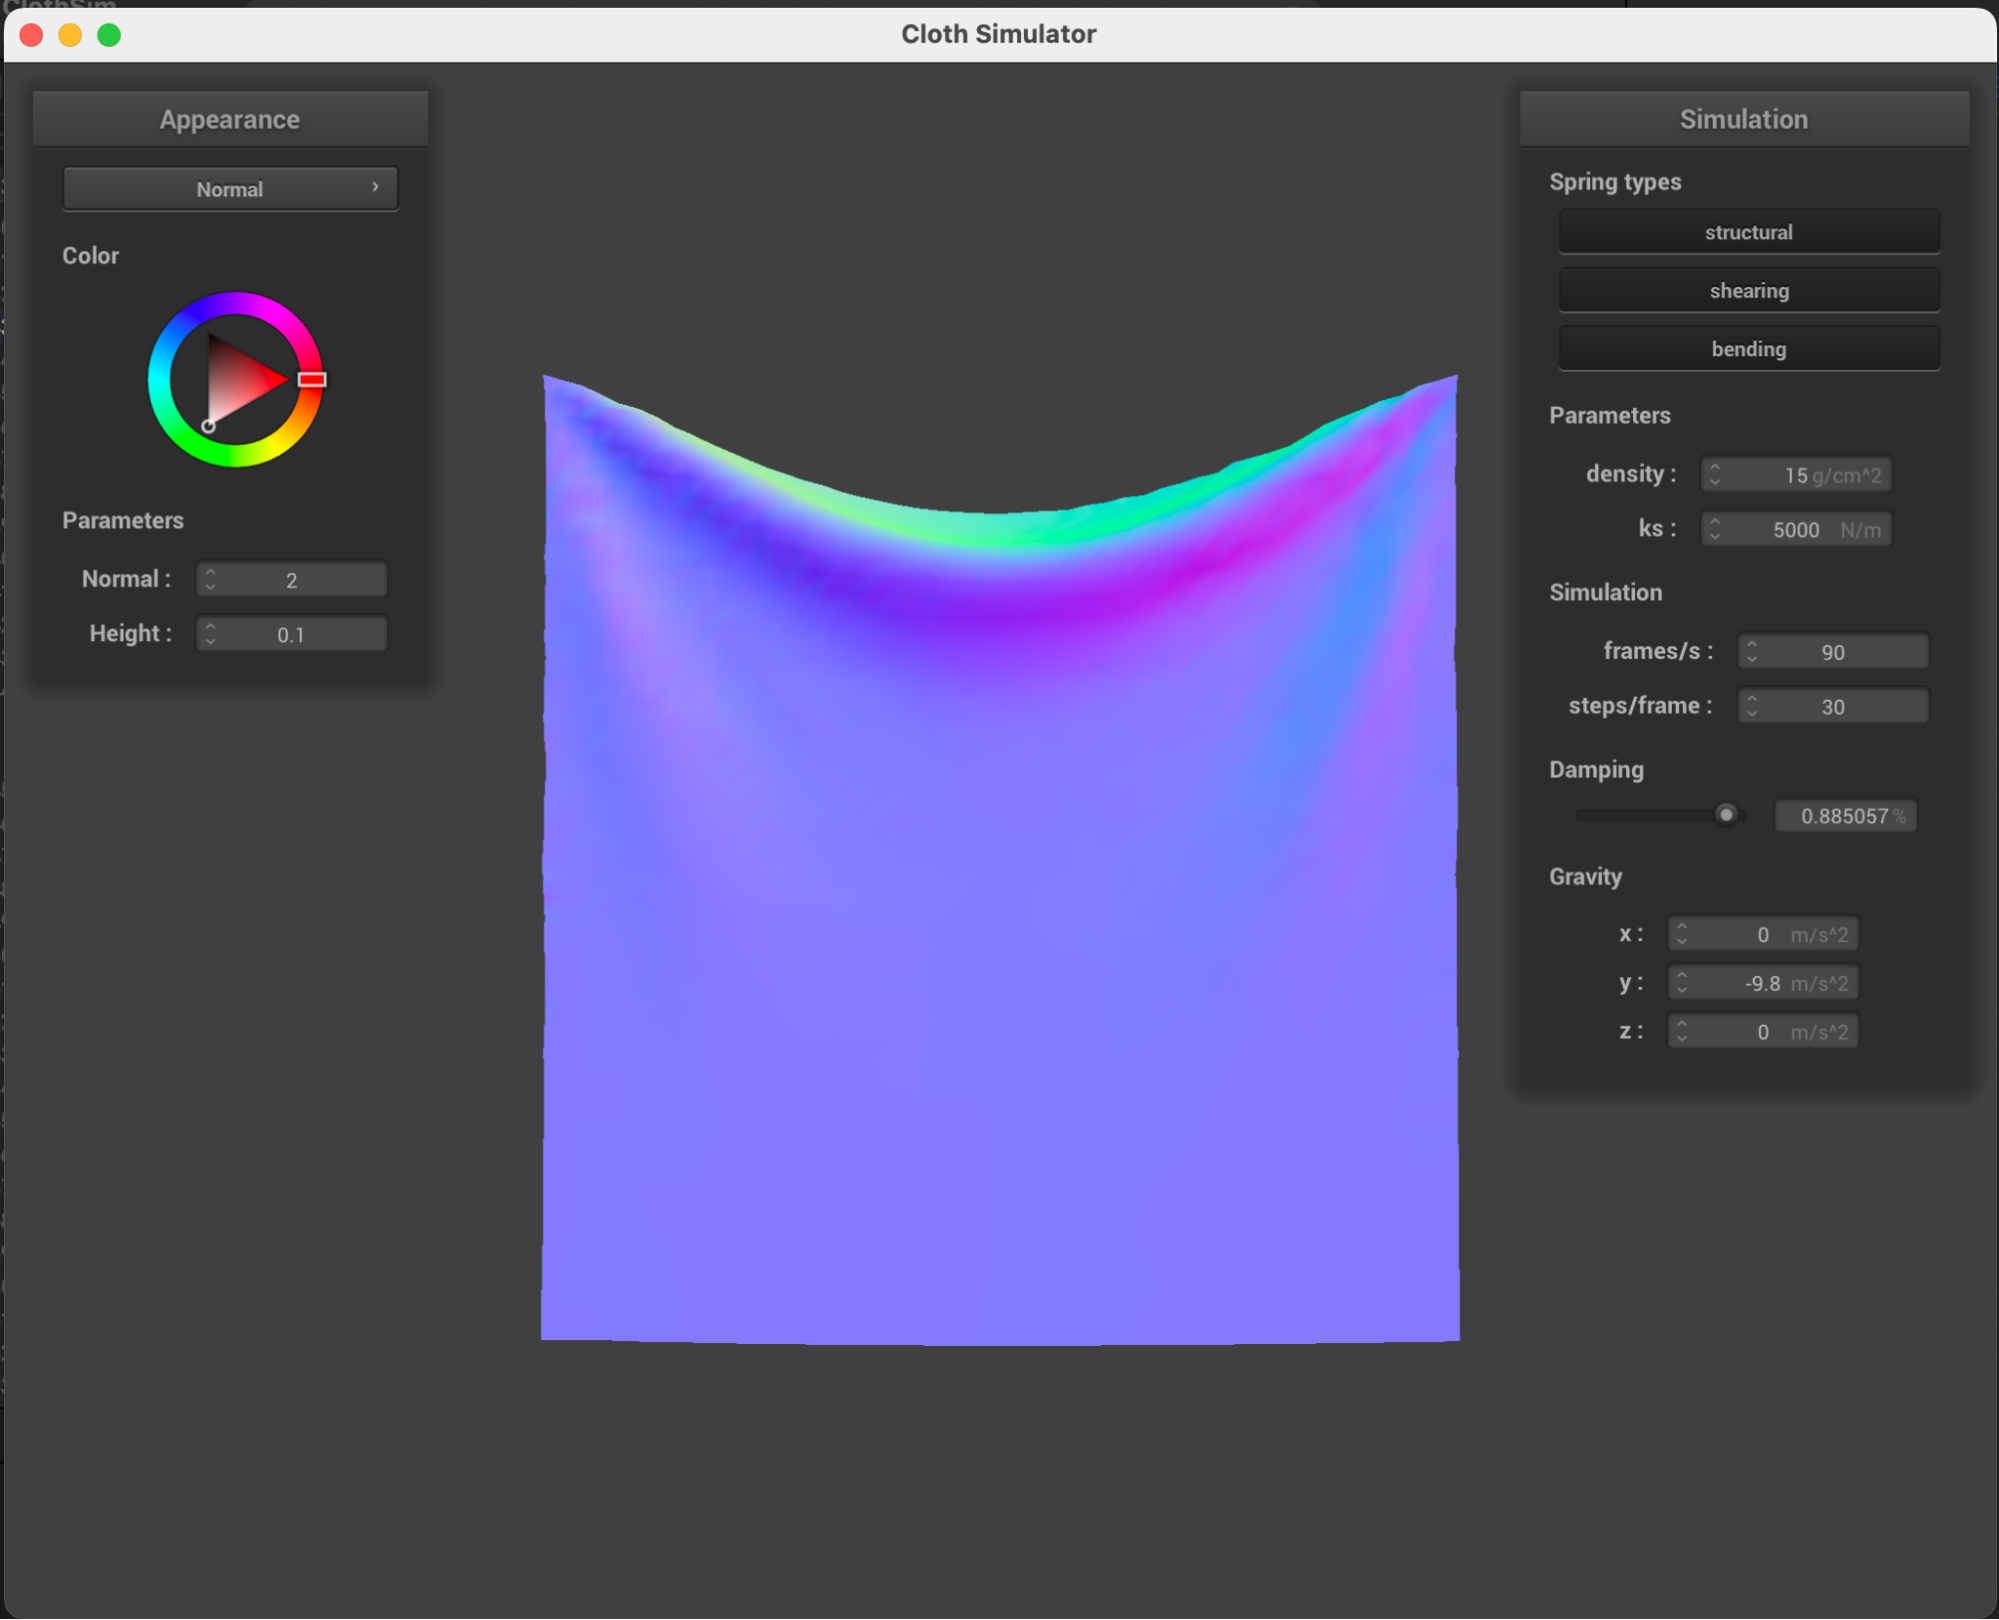 ClothSim
Cloth Simulator
Appearance
Normal
Color
Parameters
Normal : 2
Height : 0.1
Simulation
Spring types
structural
shearing
bending
Parameters
density : 15 g/cm^2
ks : 5000 N/m
Simulation
frames/s : 90
steps/frame : 30
Damping
0.885057 %
Gravity
x : 0 m/s^2
y : -9.8 m/s^2
z : 0 m/s^2